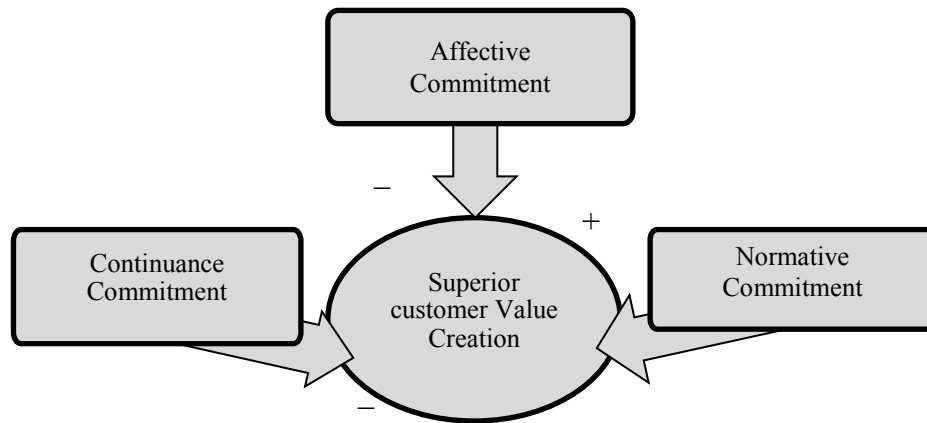 Affective
Commitment
–
+
Continuance
Commitment
Superior
customer Value
Creation
Normative
Commitment
–